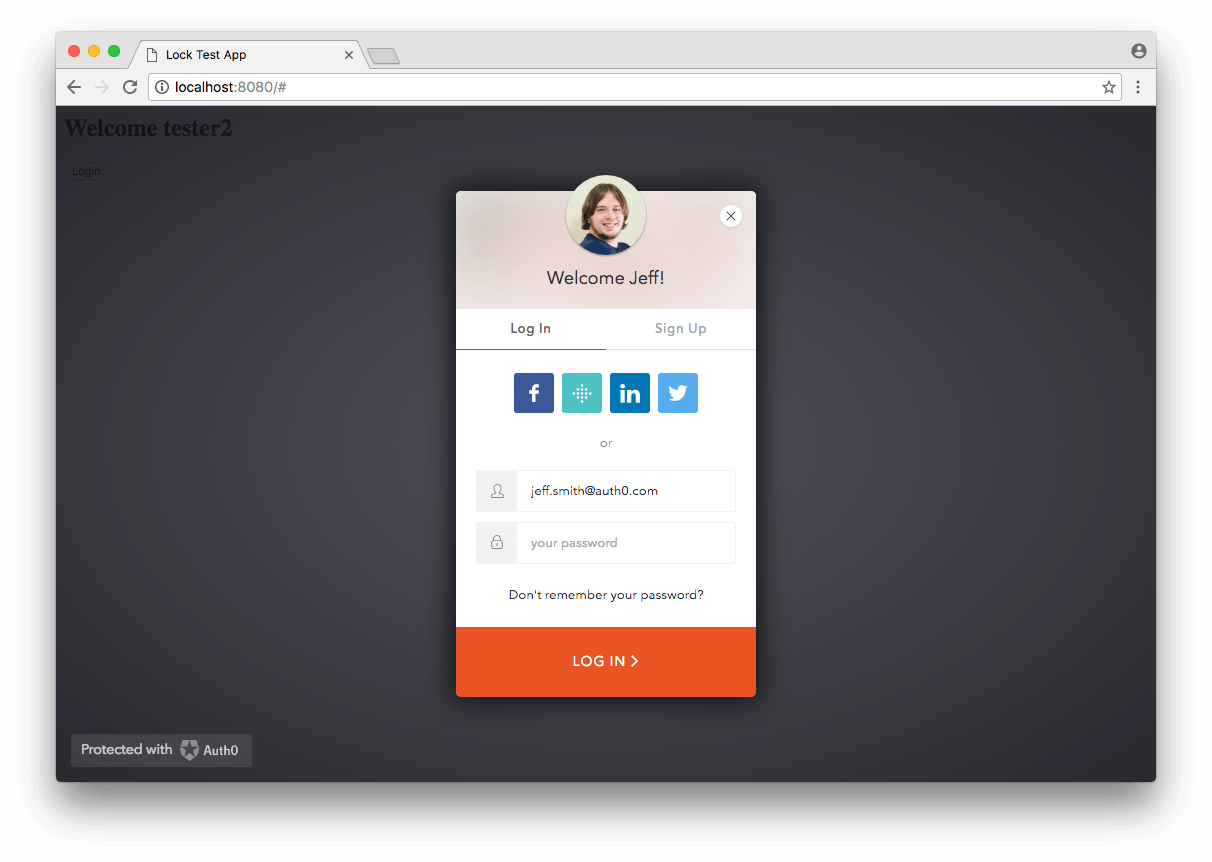 Lock Test App
localhost:8080/#
Welcome tester2
Login
Welcome Jeff!
Log In
Sign Up
f
in
or
jeff.smith@auth0.com
your password
Don't remember your password?
LOG IN
Protected with Auth0